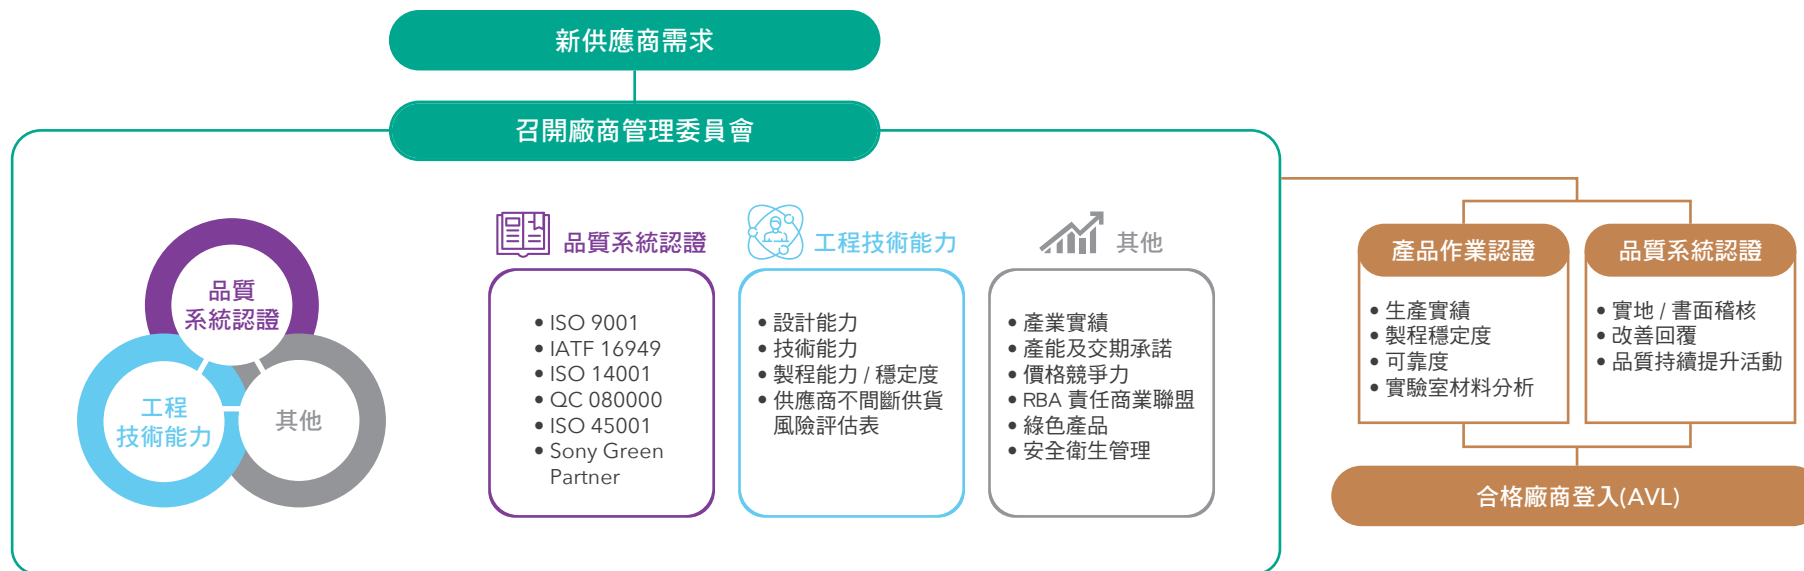 新供應商需求
召開廠商管理委員會
品質
系統認證
工程
技術能力
其他
品質系統認證
• ISO 9001
• IATF 16949
• ISO 14001
• QC 080000
• ISO 45001
• Sony Green
Partner
工程技術能力
• 設計能力
• 技術能力
• 製程能力 / 穩定度
• 供應商不間斷供貨
風險評估表
其他
• 產業實績
• 產能及交期承諾
• 價格競爭力
• RBA 責任商業聯盟
• 綠色產品
• 安全衛生管理
產品作業認證
• 生產實績
• 製程穩定度
• 可靠度
• 實驗室材料分析
品質系統認證
• 實地 / 書面稽核
• 改善回覆
• 品質持續提升活動
合格廠商登入(AVL)